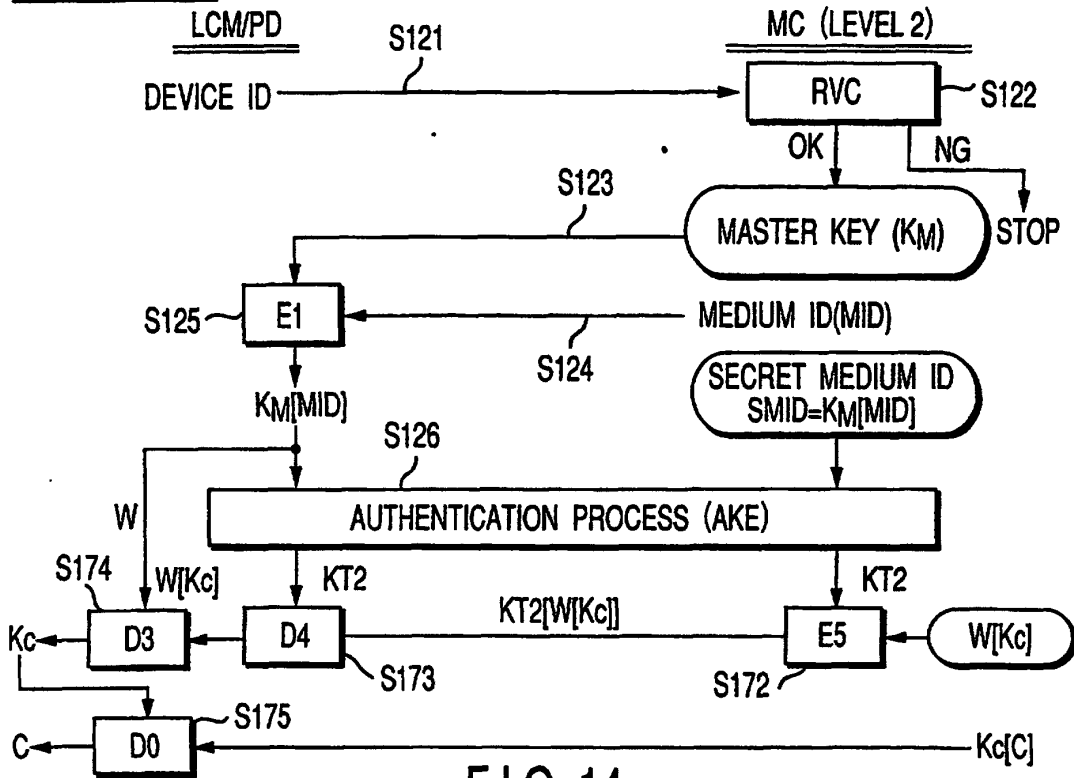 LCM/PD
MC (LEVEL 2)
S121
DEVICE ID
RVC
S122
OK
NG
S123
MASTER KEY (KM)
STOP
S125
E1
MEDIUM ID(MID)
S124
KM[MID]
SECRET MEDIUM ID
SMID=KM[MID]
S126
W
AUTHENTICATION PROCESS (AKE)
S174
W[Kc]
KT2
KT2
Kc
D3
D4
KT2[W[Kc]]
E5
W[Kc]
S173
S172
S175
C
D0
Kc[C]
FIG. 14